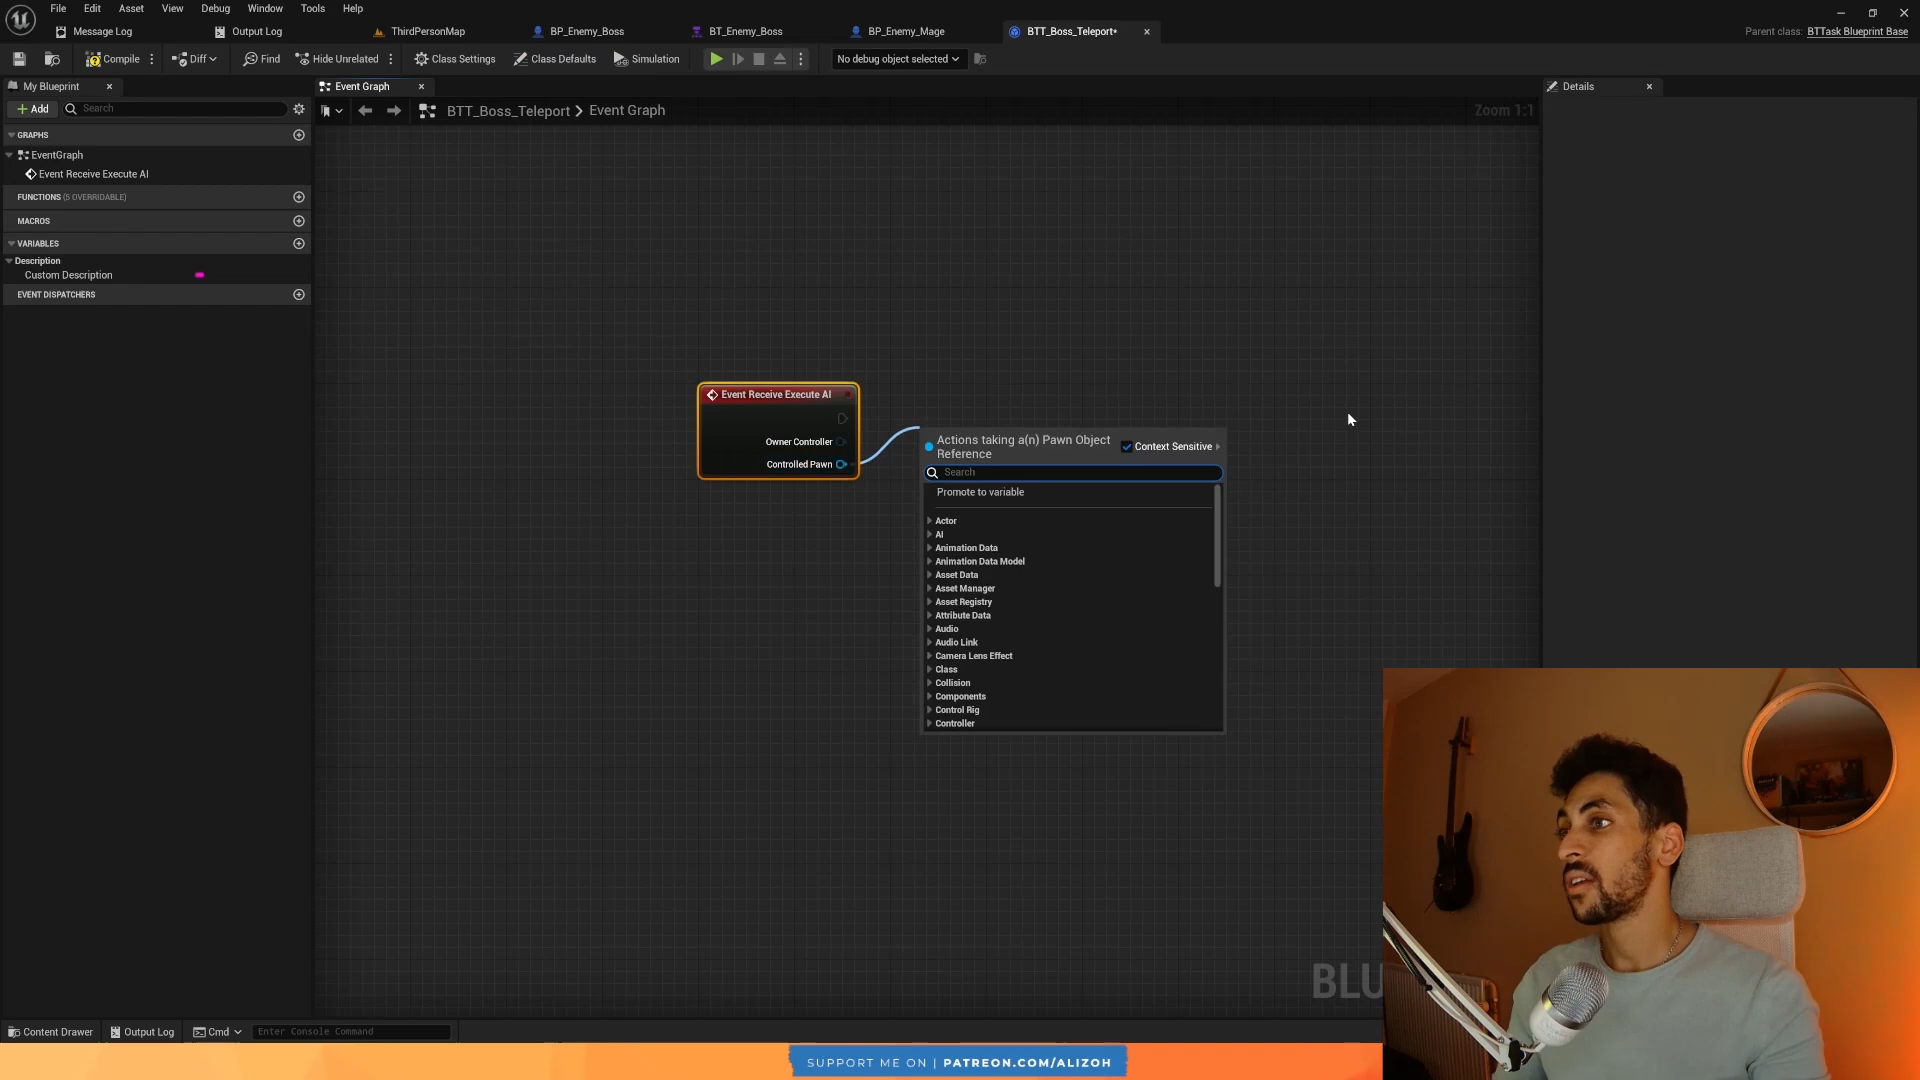 File Edit Asset View Debug Window Tools Help
Message Log Output Log ThirdPersonMap BP_Enemy_Boss BT_Enemy_Boss BP_Enemy_Mage BTT_Boss_Teleport* Parent class: BTTask Blueprint Base
Compile Diff Find Hide Unrelated Class Settings Class Defaults Simulation No debug object selected
My Blueprint Event Graph Details
Add Search BTT_Boss_Teleport > Event Graph Zoom 1:1
GRAPHS
EventGraph
Event Receive Execute AI
FUNCTIONS (5 OVERRIDABLE)
MACROS
VARIABLES
Description
Custom Description
EVENT DISPATCHERS
Event Receive Execute AI
Owner Controller
Controlled Pawn
Actions taking a(n) Pawn Object
Reference
Context Sensitive
Search
Promote to variable
Actor
AI
Animation Data
Animation Data Model
Asset Data
Asset Manager
Asset Registry
Attribute Data
Audio
Audio Link
Camera Lens Effect
Class
Collision
Components
Control Rig
Controller
Content Drawer Output Log Cmd Enter Console Command
SUPPORT ME ON | PATREON.COM/ALIZOH